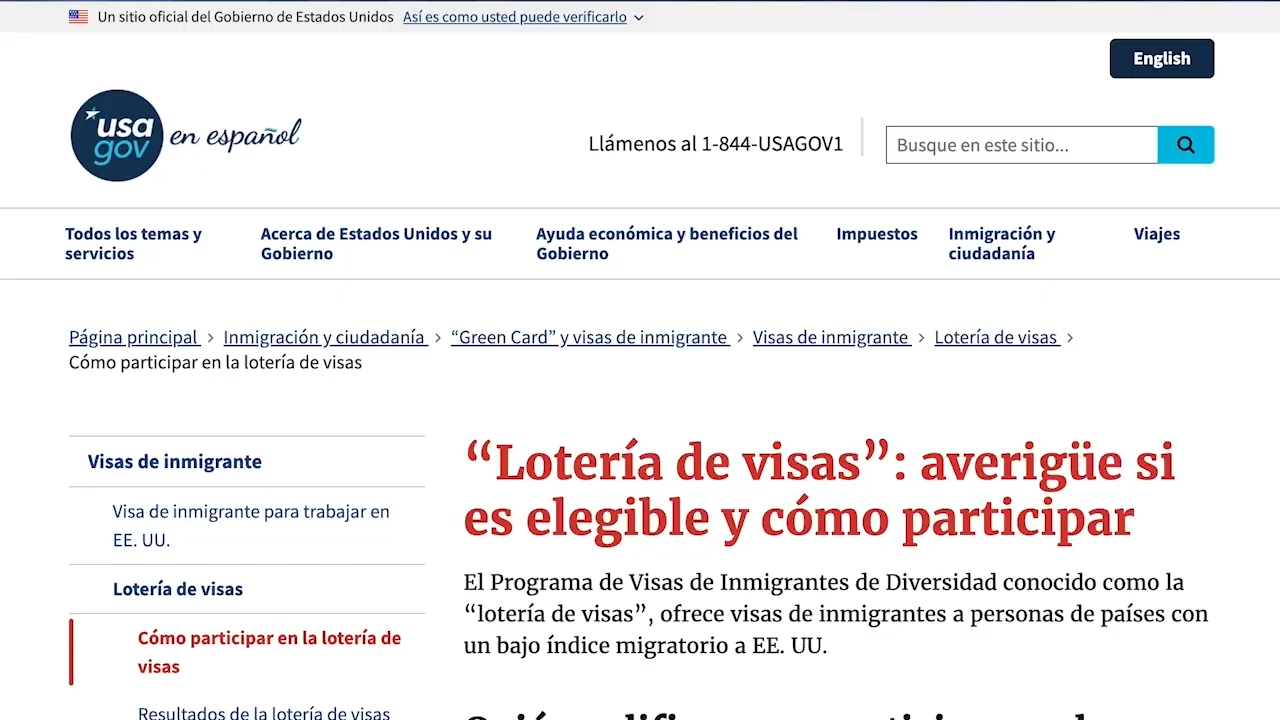 Un sitio oficial del Gobierno de Estados Unidos Así es como usted puede verificarlo
English
usa
gov
en español
Llámenos al 1-844-USAGOV1
Busque en este sitio...
Todos los temas y
servicios
Acerca de Estados Unidos y su
Gobierno
Ayuda económica y beneficios del
Gobierno
Impuestos
Inmigración y
ciudadanía
Viajes
Página principal > Inmigración y ciudadanía > “Green Card” y visas de inmigrante > Visas de inmigrante > Lotería de visas >
Cómo participar en la lotería de visas
Visas de inmigrante
Visa de inmigrante para trabajar en
EE. UU.
Lotería de visas
Cómo participar en la lotería de
visas
Resultados de la lotería de visas
“Lotería de visas”: averigüe si
es elegible y cómo participar
El Programa de Visas de Inmigrantes de Diversidad conocido como la
“lotería de visas”, ofrece visas de inmigrantes a personas de países con
un bajo índice migratorio a EE. UU.